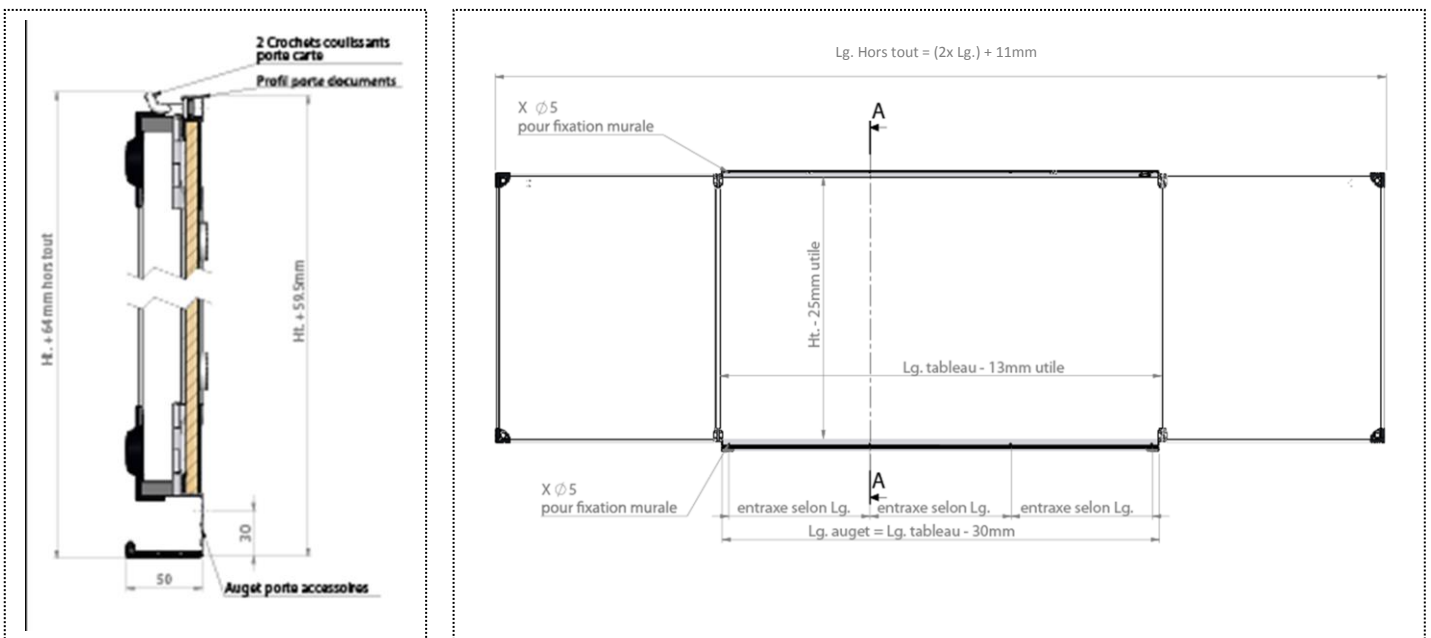 2 Crochets coulissants
porte carte
Profil porte documents
Ht. + 64 mm hors tout
Ht. + 59.5mm
30
50
Auget porte accessoires
Lg. Hors tout = (2x Lg.) + 11mm
X ∅5
pour fixation murale
A
Ht. - 25mm utile
Lg. tableau - 13mm utile
A
X ∅5
pour fixation murale
entraxe selon Lg.
entraxe selon Lg.
entraxe selon Lg.
Lg. auget = Lg. tableau - 30mm